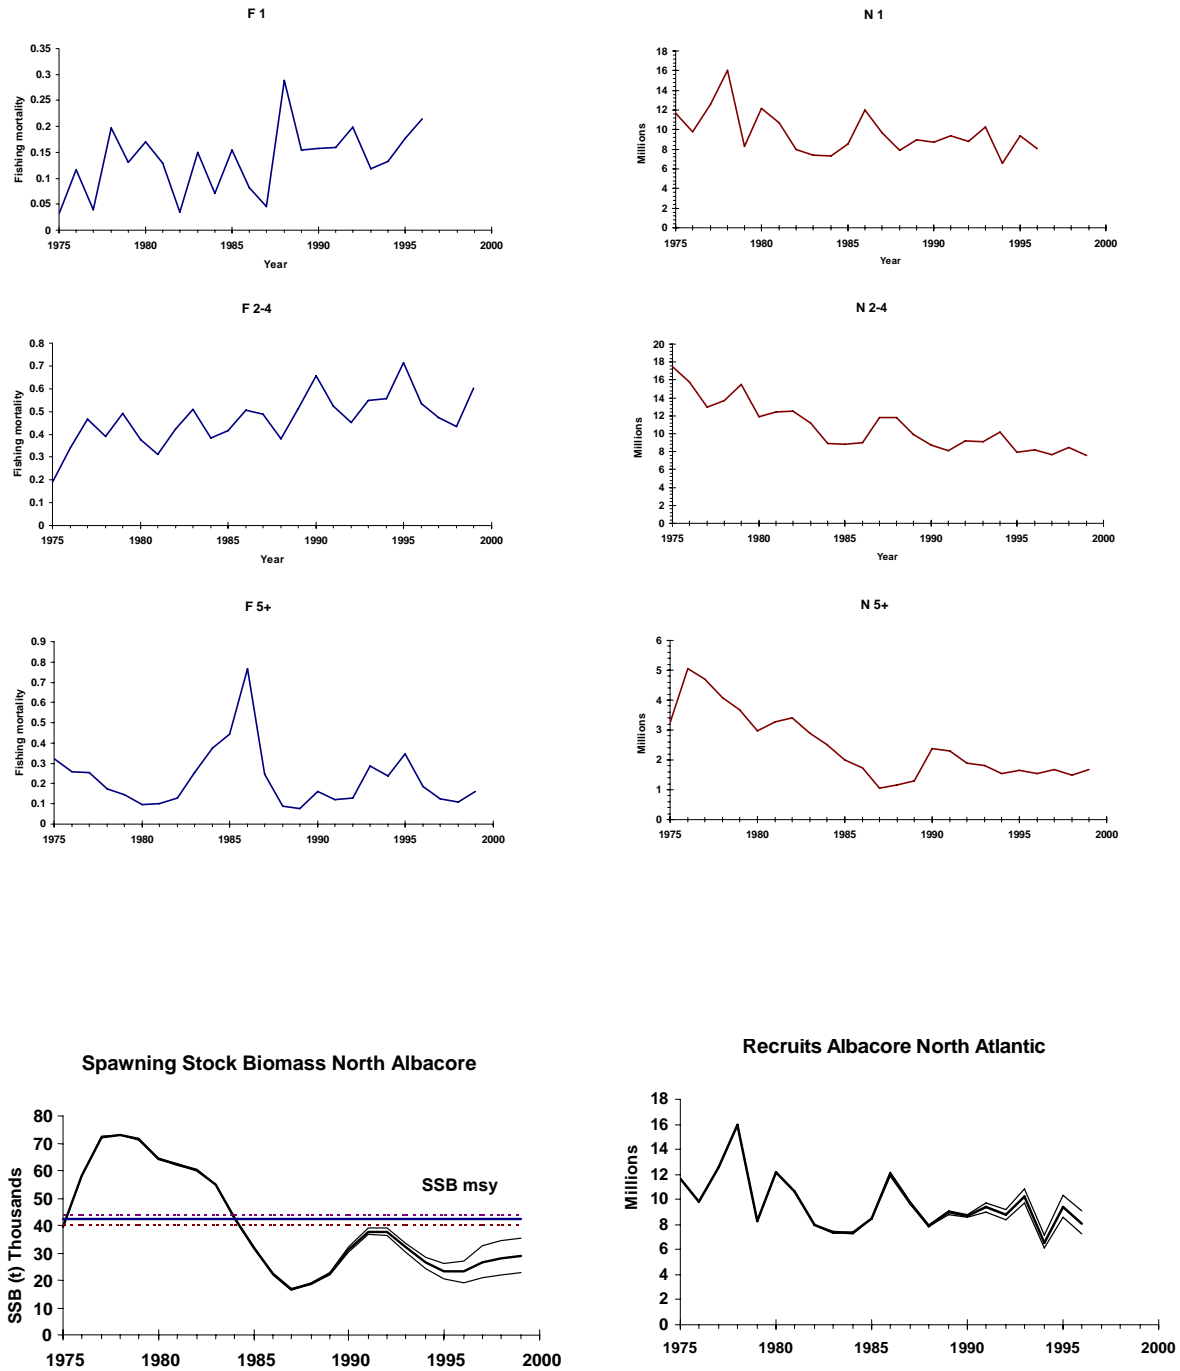 F 1
0.35
0.3
0.25
0.2
0.15
0.1
0.05
0
Fishing mortality
1975 1980 1985 1990 1995 2000
Year
N 1
18
16
14
12
10
8
6
4
2
0
Millions
1975 1980 1985 1990 1995 2000
Year
F 2-4
0.8
0.7
0.6
0.5
0.4
0.3
0.2
0.1
0
Fishing mortality
1975 1980 1985 1990 1995 2000
Year
N 2-4
20
18
16
14
12
10
8
6
4
2
0
Millions
1975 1980 1985 1990 1995 2000
Year
F 5+
0.9
0.8
0.7
0.6
0.5
0.4
0.3
0.2
0.1
0
Fishing mortality
1975 1980 1985 1990 1995 2000
N 5+
6
5
4
3
2
1
0
Millions
1975 1980 1985 1990 1995 2000
Spawning Stock Biomass North Albacore
80
70
60
50
40
30
20
10
0
SSB (t) Thousands
SSB msy
1975 1980 1985 1990 1995 2000
Recruits Albacore North Atlantic
18
16
14
12
10
8
6
4
2
0
Millions
1975 1980 1985 1990 1995 2000